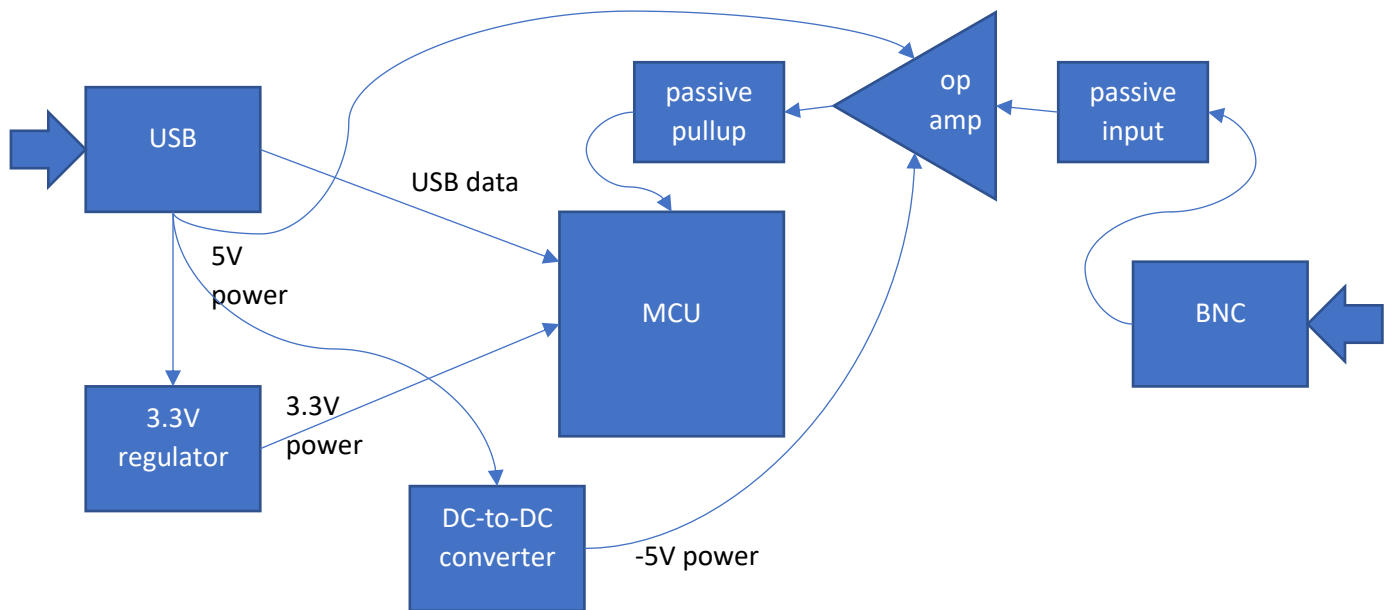 USB
passive
pullup
op
amp
passive
input
USB data
5V
power
MCU
BNC
3.3V
regulator
3.3V
power
DC-to-DC
converter
-5V power